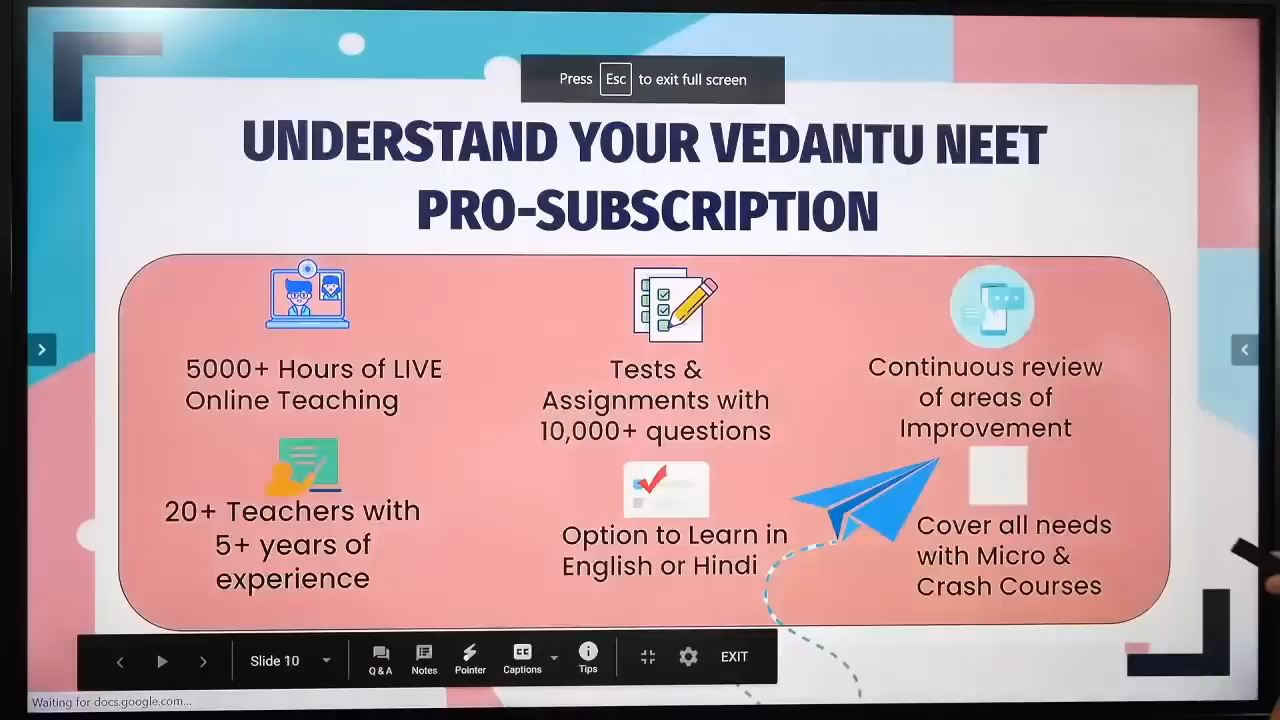 Press Esc to exit full screen
UNDERSTAND YOUR VEDANTU NEET
PRO-SUBSCRIPTION
5000+ Hours of LIVE
Online Teaching
Tests &
Assignments with
10,000+ questions
Continuous review
of areas of
Improvement
20+ Teachers with
5+ years of
experience
Option to Learn in
English or Hindi
Cover all needs
with Micro &
Crash Courses
Slide 10
Q & A
Notes
Pointer
Captions
Tips
EXIT
Waiting for docs.google.com...